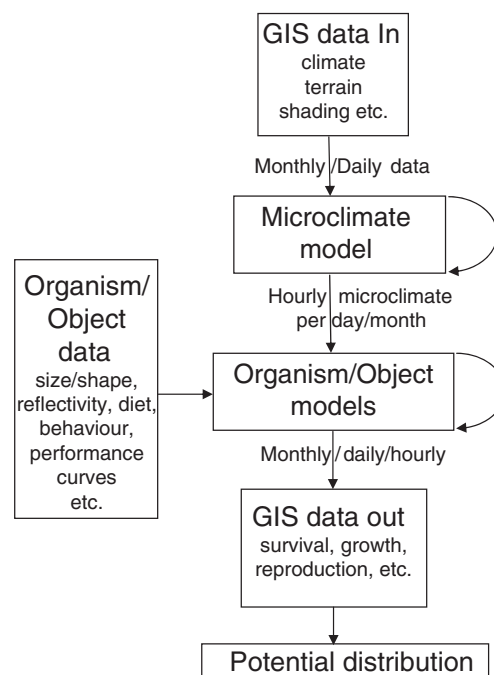 GIS data In
climate
terrain
shading etc.
Monthly/Daily data
Microclimate
model
Hourly microclimate
per day/month
Organism/
Object
data
size/shape,
reflectivity, diet,
behaviour,
performance
curves
etc.
Organism/Object
models
Monthly/daily/hourly
GIS data out
survival, growth,
reproduction, etc.
Potential distribution